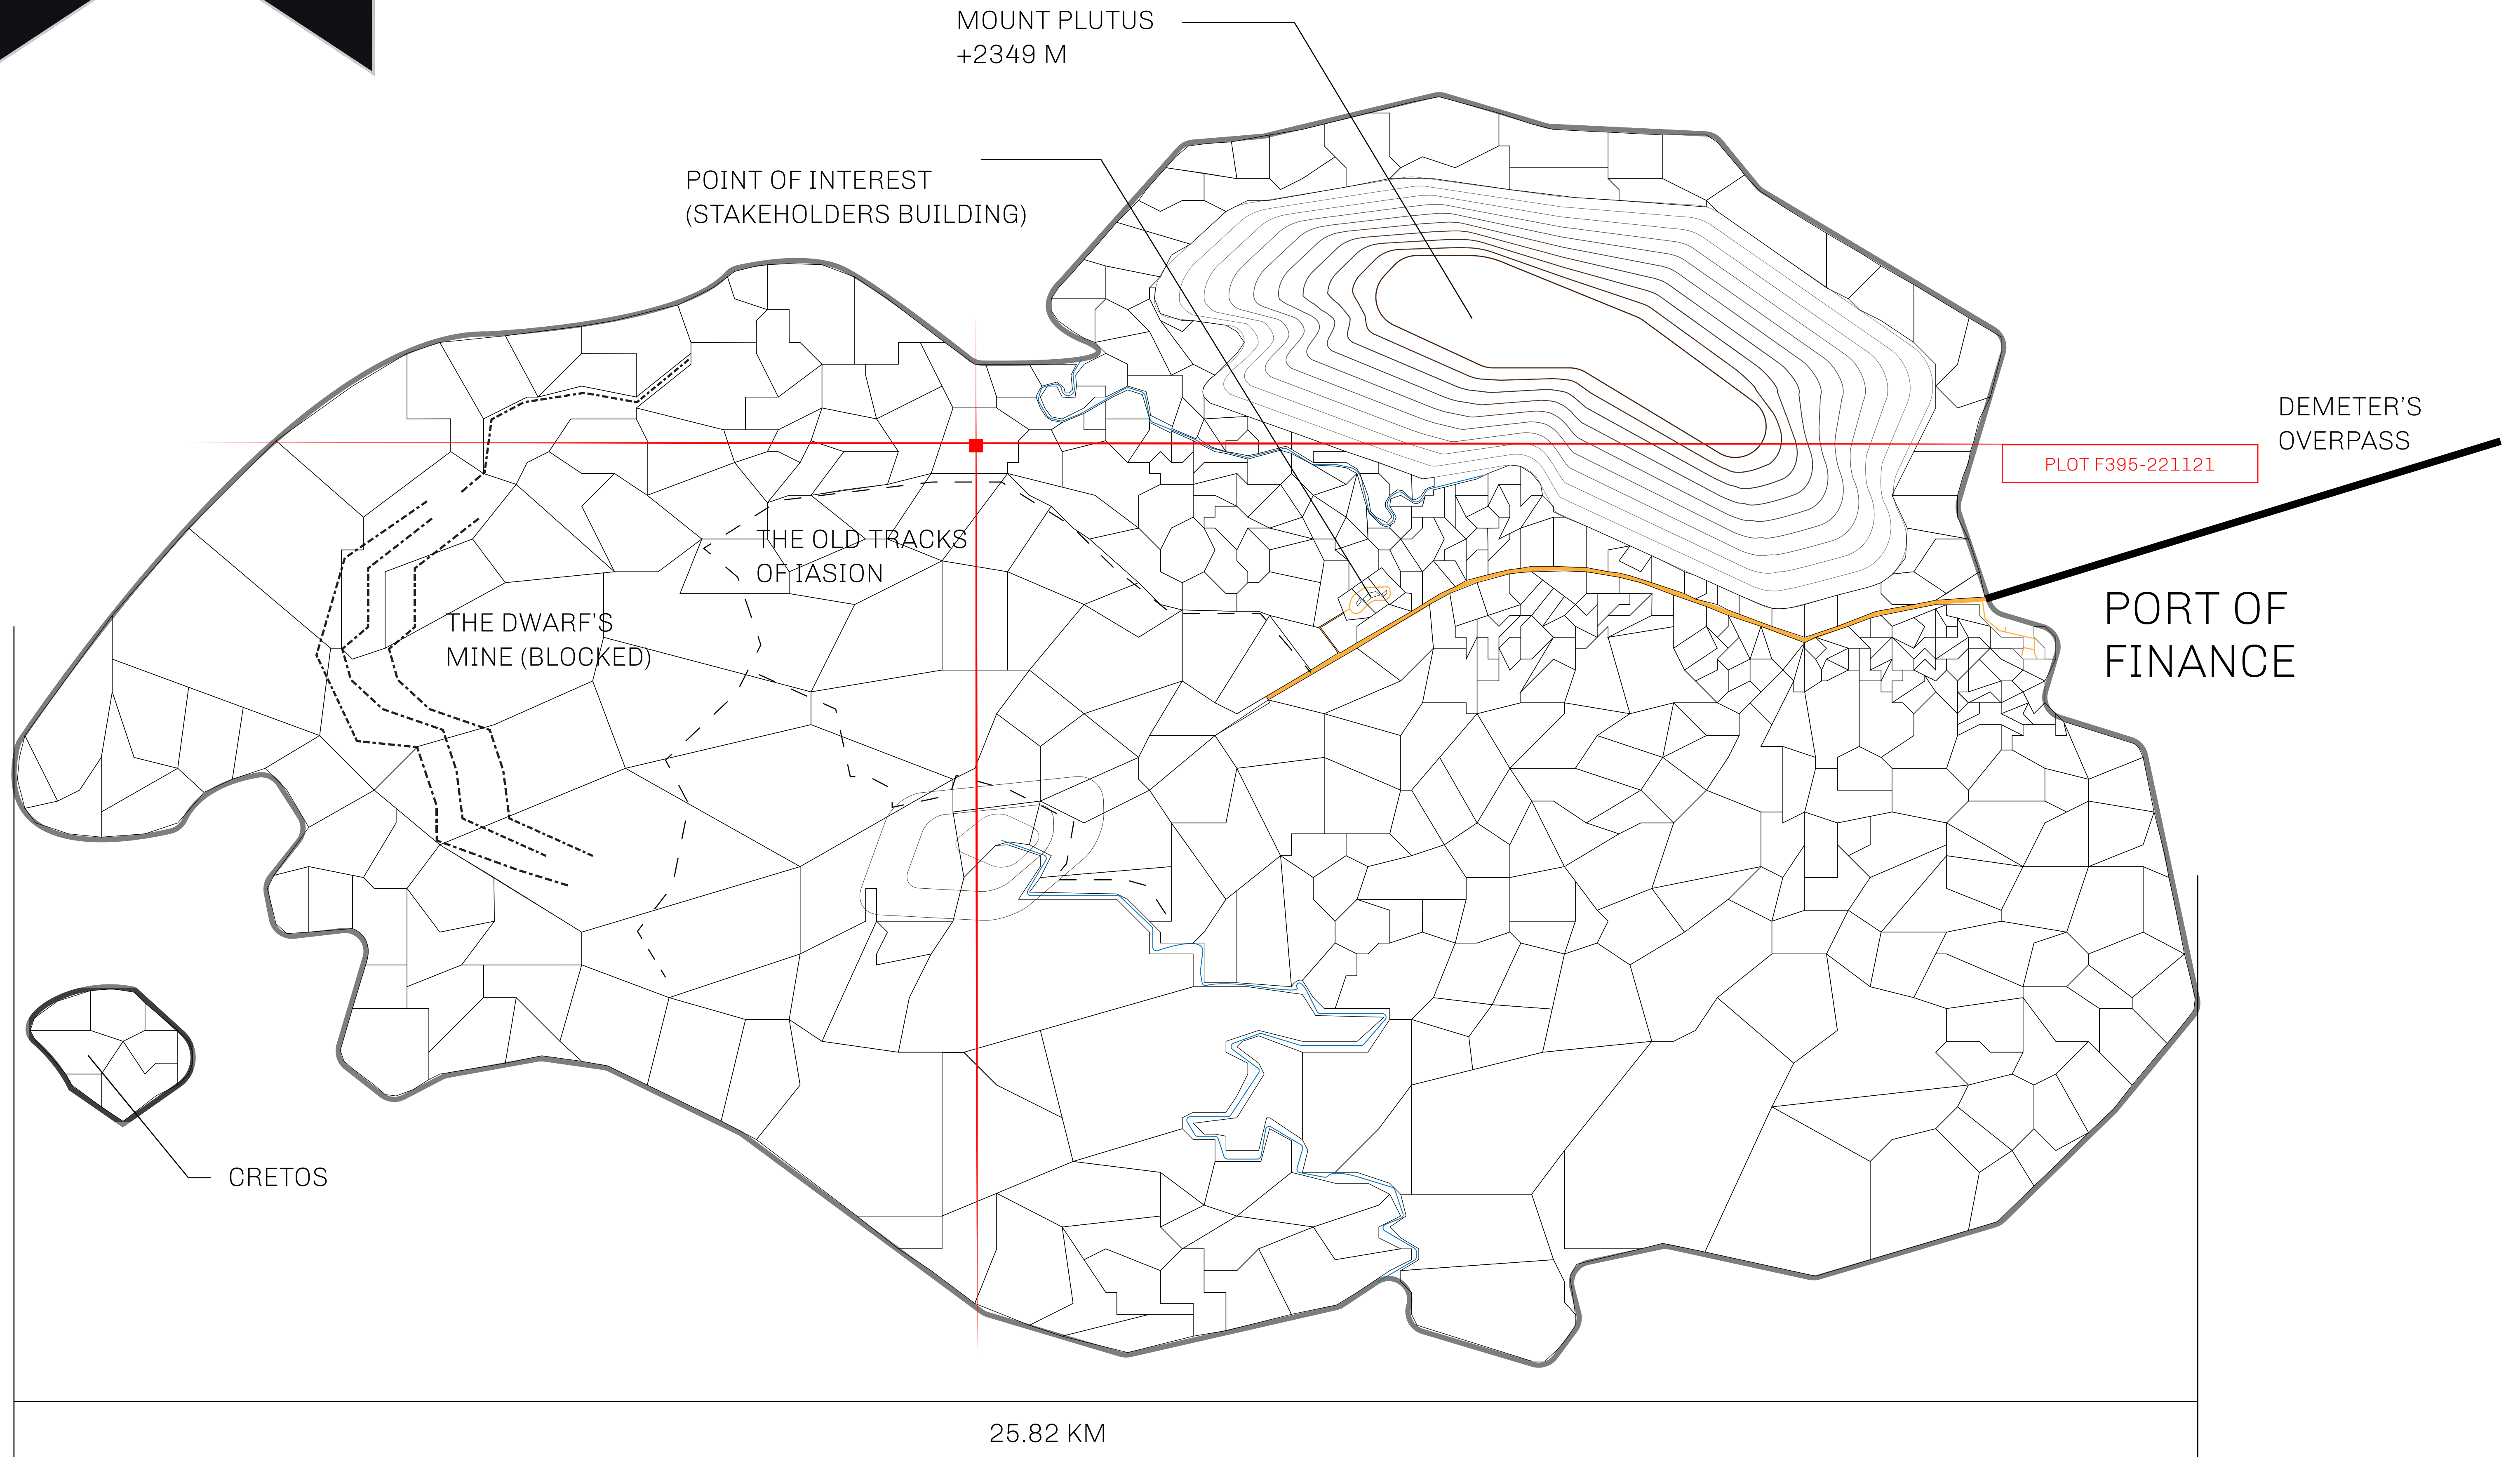 MOUNT PLUTUS
+2349 M
POINT OF INTEREST
(STAKEHOLDERS BUILDING)
DEMETER'S
OVERPASS
PLOT F395-221121
THE OLD TRACKS
OF IASION
PORT OF
FINANCE
THE DWARF'S
MINE (BLOCKED)
CRETOS
25.82 KM